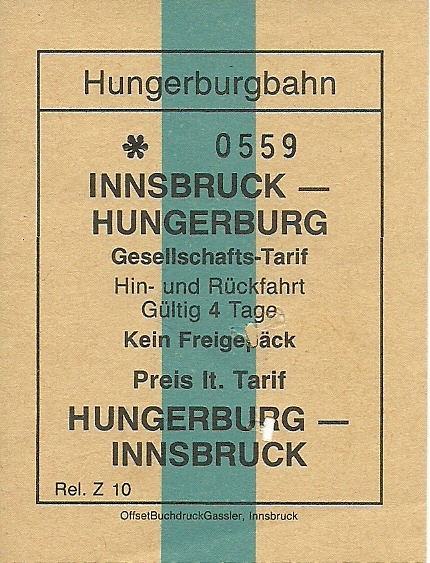 Hungerburgbahn
* 0559
INNSBRUCK —
HUNGERBURG
Gesellschafts-Tarif
Hin- und Rückfahrt
Gültig 4 Tage
Kein Freigepäck
Preis lt. Tarif
HUNGERBURG —
INNSBRUCK
Rel. Z 10
OffsetBuchdruckGassler, Innsbruck